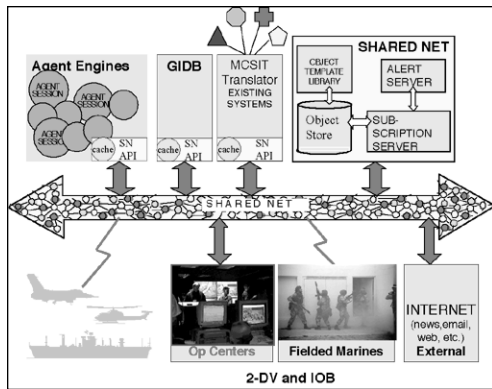 SHARED NET
Agent Engines
AGENT
SESSION
AGENT
SESSION
AGENT
SESSION
cache
SN
API
GIDB
cache
SN
API
MCSIT
Translator
EXISTING
SYSTEMS
cache
SN
API
OBJECT
TEMPLATE
LIBRARY
ALERT
SERVER
Object
Store
SUB-
SCRIPTION
SERVER
SHARED NET
Op Centers
Fielded Marines
INTERNET
(news,email,
web, etc.)
External
2-DV and IOB